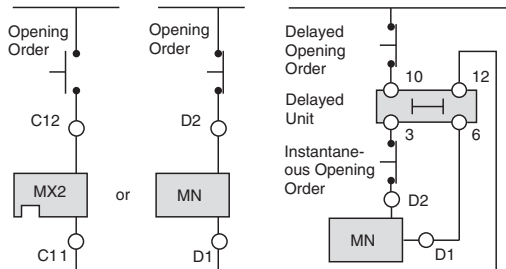 Opening
Order
C12
MX2
C11
or
Opening
Order
D2
MN
D1
Delayed
Opening
Order
10
12
Delayed
Unit
3
6
Instantane-
ous Opening
Order
D2
MN
D1